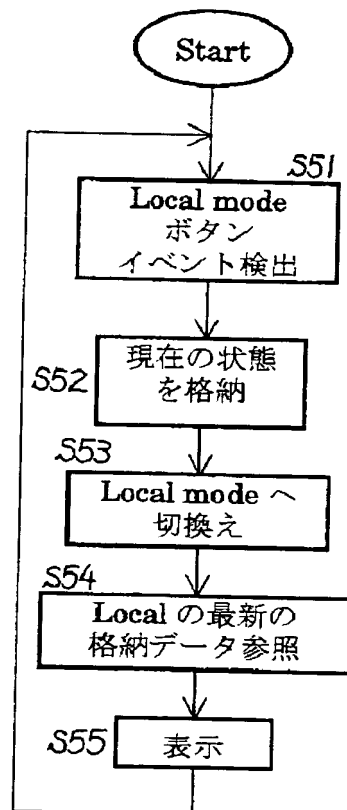 Start
S51
Local mode
ボタン
イベント検出
S52
現在の状態
を格納
S53
Local mode へ
切換え
S54
Local の最新の
格納データ参照
S55
表示